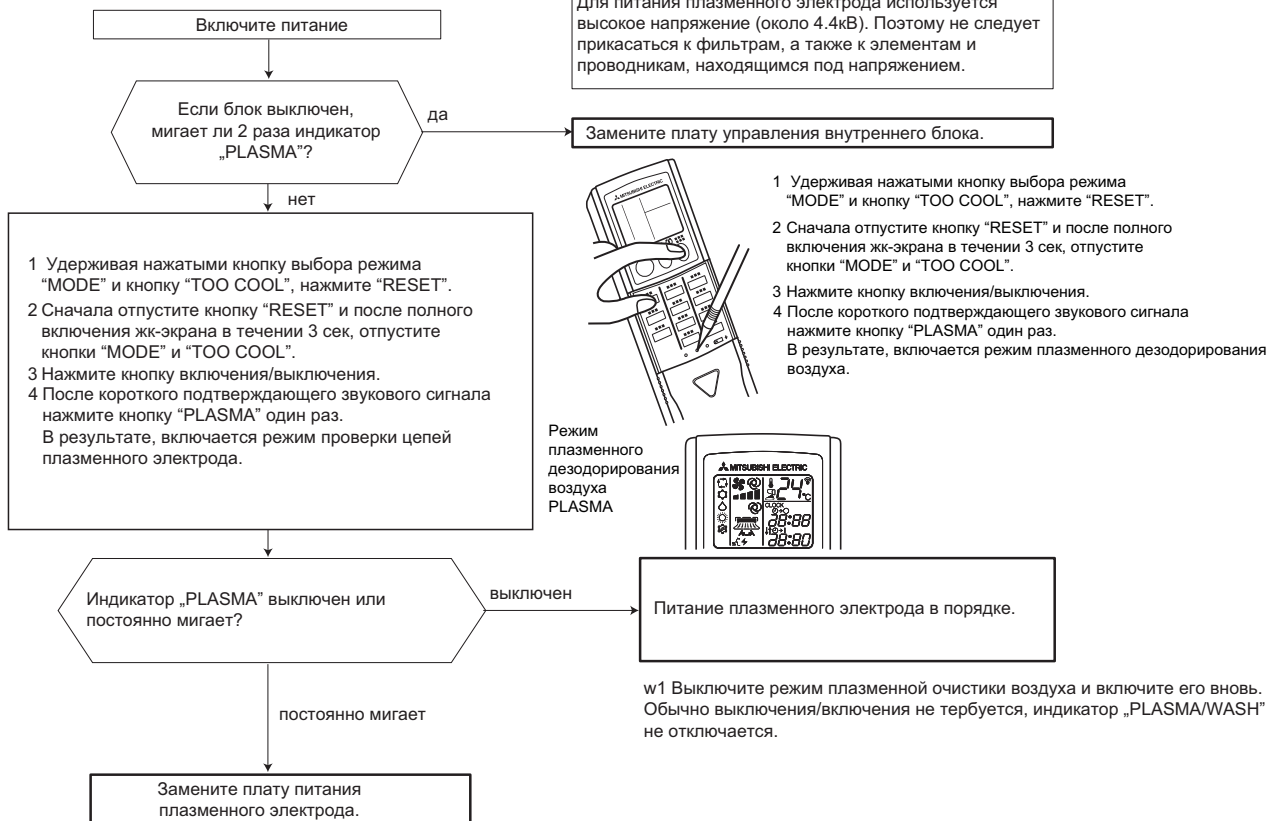 Включите питание
Для питания плазменного электрода используется
высокое напряжение (около 4.4кВ). Поэтому не следует
прикасаться к фильтрам, а также к элементам и
проводникам, находящимся под напряжением.
Если блок выключен,
мигает ли 2 раза индикатор
„PLASMA”?
да
Замените плату управления внутреннего блока.
нет
1 Удерживая нажатыми кнопку выбора режима
“MODE” и кнопку “TOO COOL”, нажмите “RESET”.
2 Сначала отпустите кнопку “RESET” и после полного
включения жк-экрана в течении 3 сек, отпустите
кнопки “MODE” и “TOO COOL”.
3 Нажмите кнопку включения/выключения.
4 После короткого подтверждающего звукового сигнала
нажмите кнопку “PLASMA” один раз.
В результате, включается режим проверки цепей
плазменного электрода.
MITSUBISHI ELECTRIC
1 Удерживая нажатыми кнопку выбора режима
“MODE” и кнопку “TOO COOL”, нажмите “RESET”.
2 Сначала отпустите кнопку “RESET” и после полного
включения жк-экрана в течении 3 сек, отпустите
кнопки “MODE” и “TOO COOL”.
3 Нажмите кнопку включения/выключения.
4 После короткого подтверждающего звукового сигнала
нажмите кнопку “PLASMA” один раз.
В результате, включается режим плазменного дезодорирования
воздуха.
Режим
плазменного
дезодорирования
воздуха
PLASMA
MITSUBISHI ELECTRIC
24°C
CLOCK
88:88
88:80
Индикатор „PLASMA” выключен или
постоянно мигает?
выключен
Питание плазменного электрода в порядке.
w1 Выключите режим плазменной очистики воздуха и включите его вновь.
Обычно выключения/включения не тербуется, индикатор „PLASMA/WASH”
не отключается.
постоянно мигает
Замените плату питания
плазменного электрода.